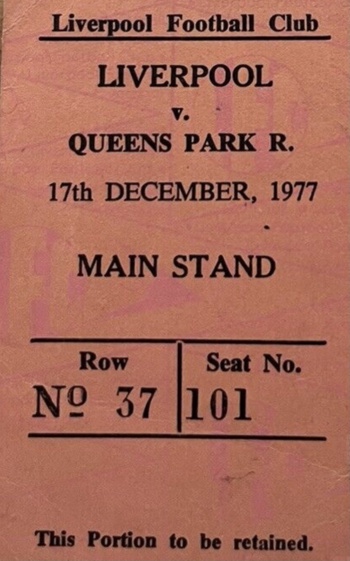 Liverpool Football Club
LIVERPOOL
v.
QUEENS PARK R.
17th DECEMBER, 1977
MAIN STAND
Row Seat No.
Nº 37 101
This Portion to be retained.